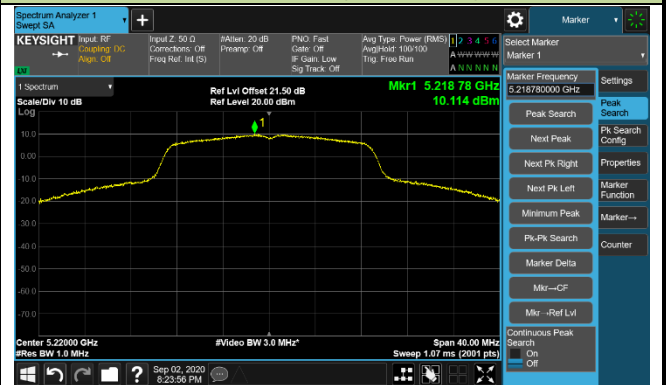 Spectrum Analyzer 1
Swept SA
+
Marker
KEYSIGHT
Input: RF
Coupling: DC
Align: Off
Input Z: 50 Ω
Corrections: Off
Freq Ref: Int (S)
#Atten: 20 dB
Preamp: Off
PNO: Fast
Gate: Off
IF Gain: Low
Sig Track: Off
Avg Type: Power (RMS)
Avg|Hold: 100/100
Trig: Free Run
1 2 3 4 5 6
A W W W W W
A N N N N N
LXI
Select Marker
Marker 1
1 Spectrum
Scale/Div 10 dB
Log
Ref Lvl Offset 21.50 dB
Ref Level 20.00 dBm
Mkr1 5.218 78 GHz
10.114 dBm
1
10.0
0.00
-10.0
-20.0
-30.0
-40.0
-50.0
-60.0
-70.0
Center 5.22000 GHz
#Res BW 1.0 MHz
#Video BW 3.0 MHz*
Span 40.00 MHz
Sweep 1.07 ms (2001 pts)
Marker Frequency
5.218780000 GHz
Peak Search
Next Peak
Next Pk Right
Next Pk Left
Minimum Peak
Pk-Pk Search
Marker Delta
Mkr→CF
Mkr→Ref Lvl
Continuous Peak
Search
On
Off
Settings
Peak
Search
Pk Search
Config
Properties
Marker
Function
Marker→
Counter
?
Sep 02, 2020
8:23:56 PM